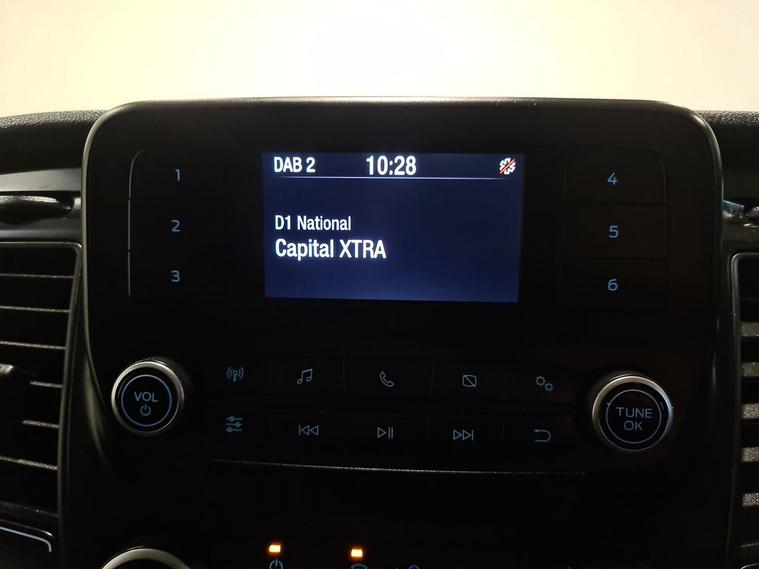 DAB 2 10:28
D1 National
Capital XTRA
1
2
3
4
5
6
VOL
TUNE
OK